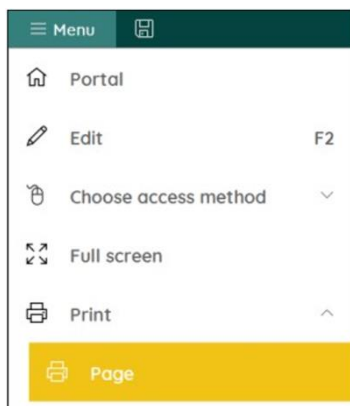 Menu
Portal
Edit F2
Choose access method
Full screen
Print
Page